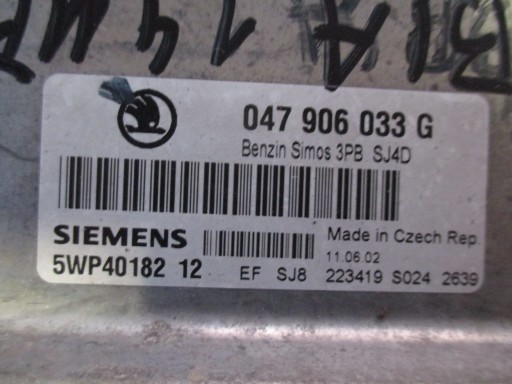 047 906 033 G
Benzin Simos 3PB SJ4D
SIEMENS
Made in Czech Rep.
11.06.02
5WP40182 12
EF SJ8 223419 S024 2639